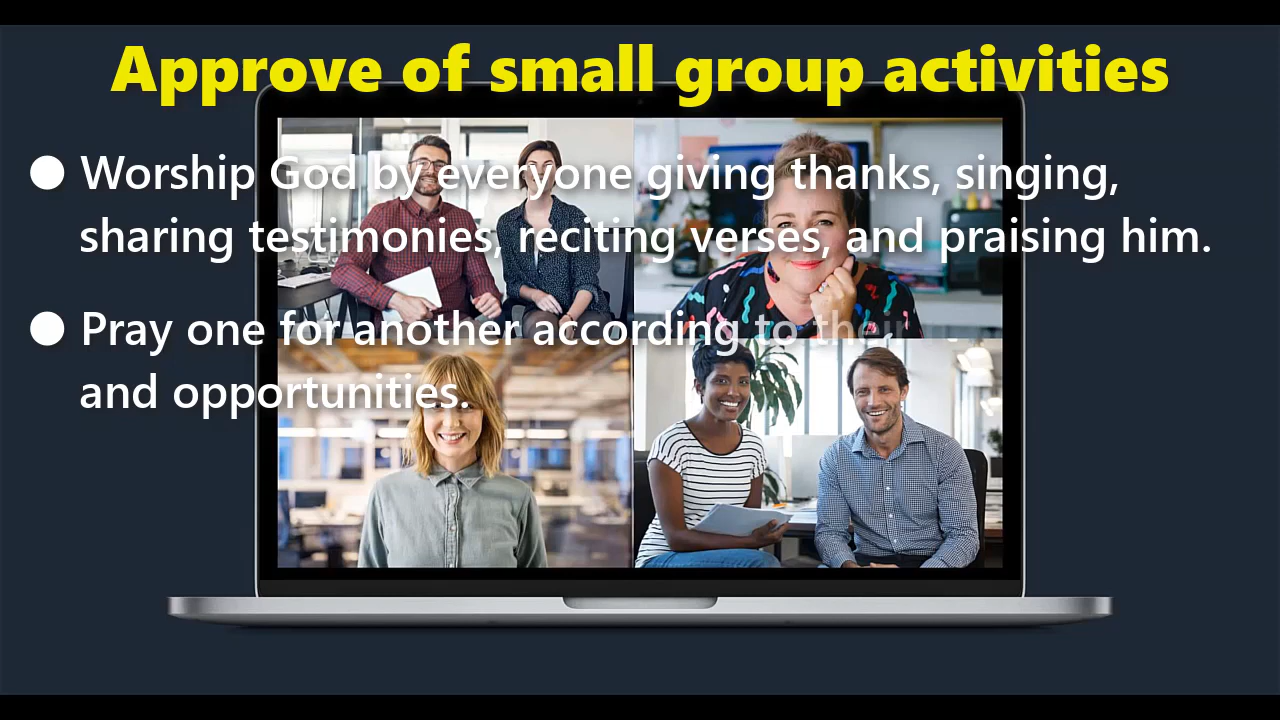 Approve of small group activities
● Worship God by everyone giving thanks, singing,
sharing testimonies, reciting verses, and praising him.
● Pray one for another according to their
and opportunities.